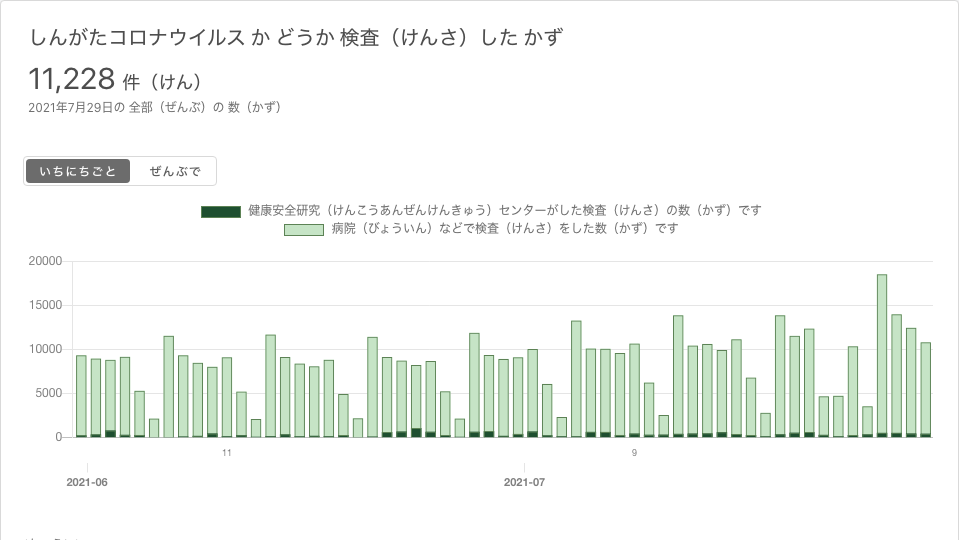 しんがたコロナウイルス か どうか 検査（けんさ）した かず
11,228 件（けん）
2021年7月29日の 全部（ぜんぶ）の 数（かず）
いちにちごと ぜんぶで
健康安全研究（けんこうあんぜんけんきゅう）センターがした検査（けんさ）の数（かず）です
病院（びょういん）などで検査（けんさ）をした数（かず）です
20000
15000
10000
5000
0
11 9
2021-06 2021-07